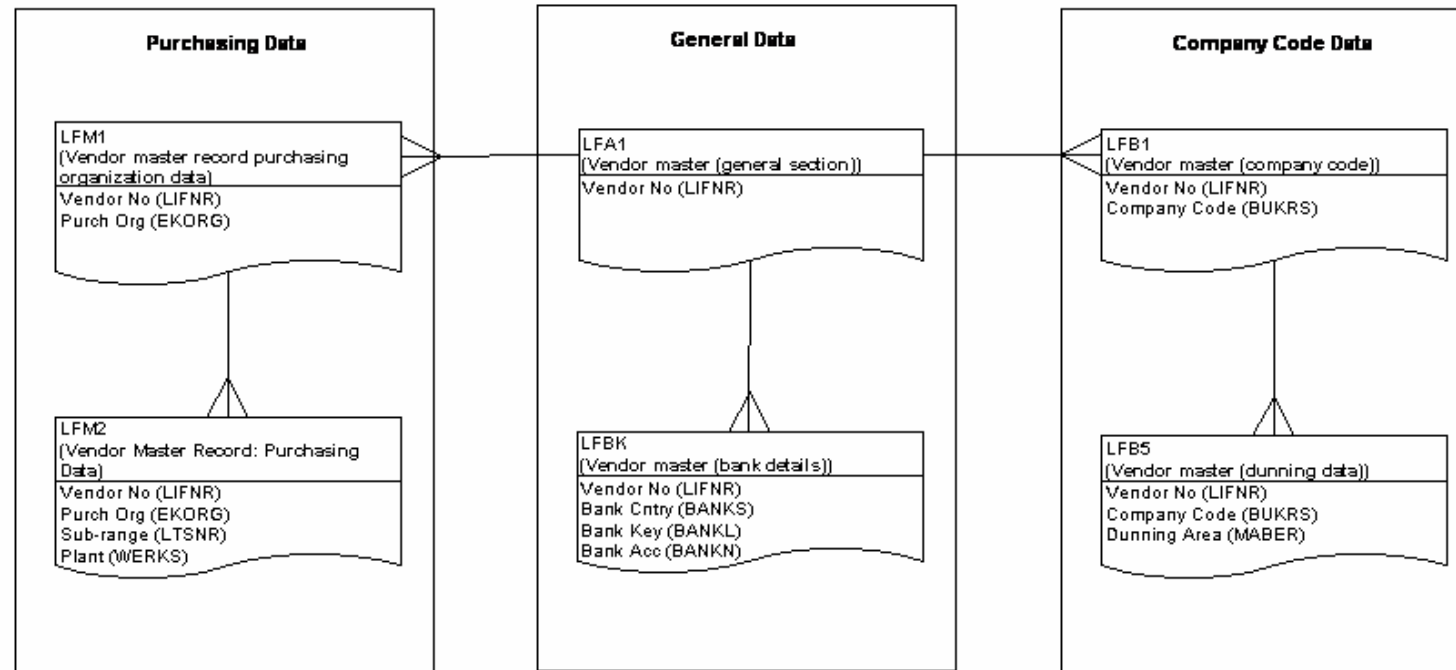 Purchasing Data
LFM1
(Vendor master record purchasing
organization data)
Vendor No (LIFNR)
Purch Org (EKORG)
LFM2
(Vendor Master Record: Purchasing
Data)
Vendor No (LIFNR)
Purch Org (EKORG)
Sub-range (LTSNR)
Plant (WERKS)
General Data
LFA1
(Vendor master (general section))
Vendor No (LIFNR)
LFBK
(Vendor master (bank details))
Vendor No (LIFNR)
Bank Cntry (BANKS)
Bank Key (BANKL)
Bank Acc (BANKN)
Company Code Data
LFB1
(Vendor master (company code))
Vendor No (LIFNR)
Company Code (BUKRS)
LFB5
(Vendor master (dunning data))
Vendor No (LIFNR)
Company Code (BUKRS)
Dunning Area (MABER)